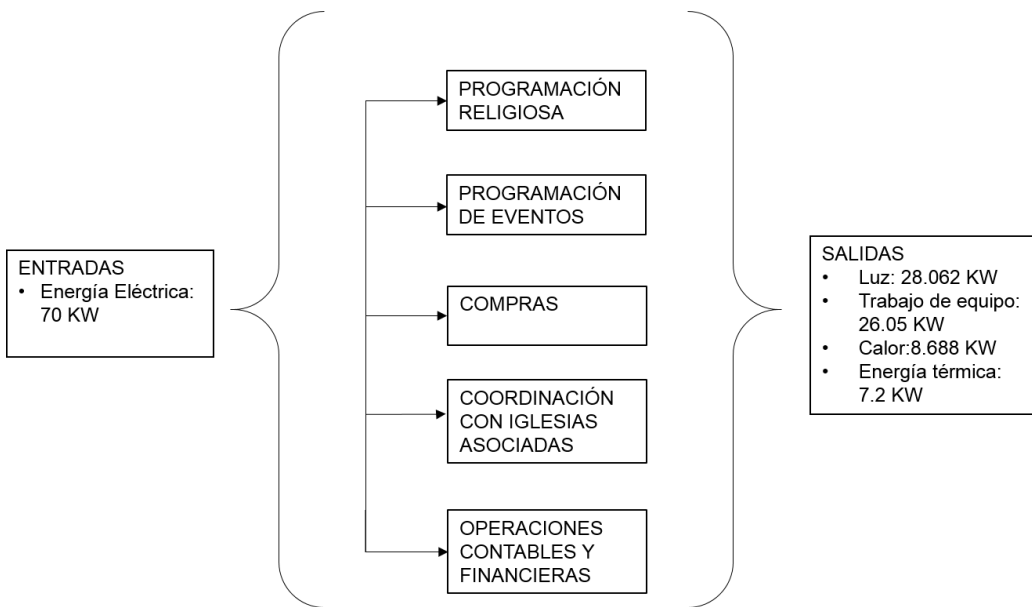 PROGRAMACIÓN
RELIGIOSA
PROGRAMACIÓN
DE EVENTOS
ENTRADAS
• Energía Eléctrica:
70 KW
COMPRAS
COORDINACIÓN
CON IGLESIAS
ASOCIADAS
OPERACIONES
CONTABLES Y
FINANCIERAS
SALIDAS
• Luz: 28.062 KW
• Trabajo de equipo:
26.05 KW
• Calor:8.688 KW
• Energía térmica:
7.2 KW